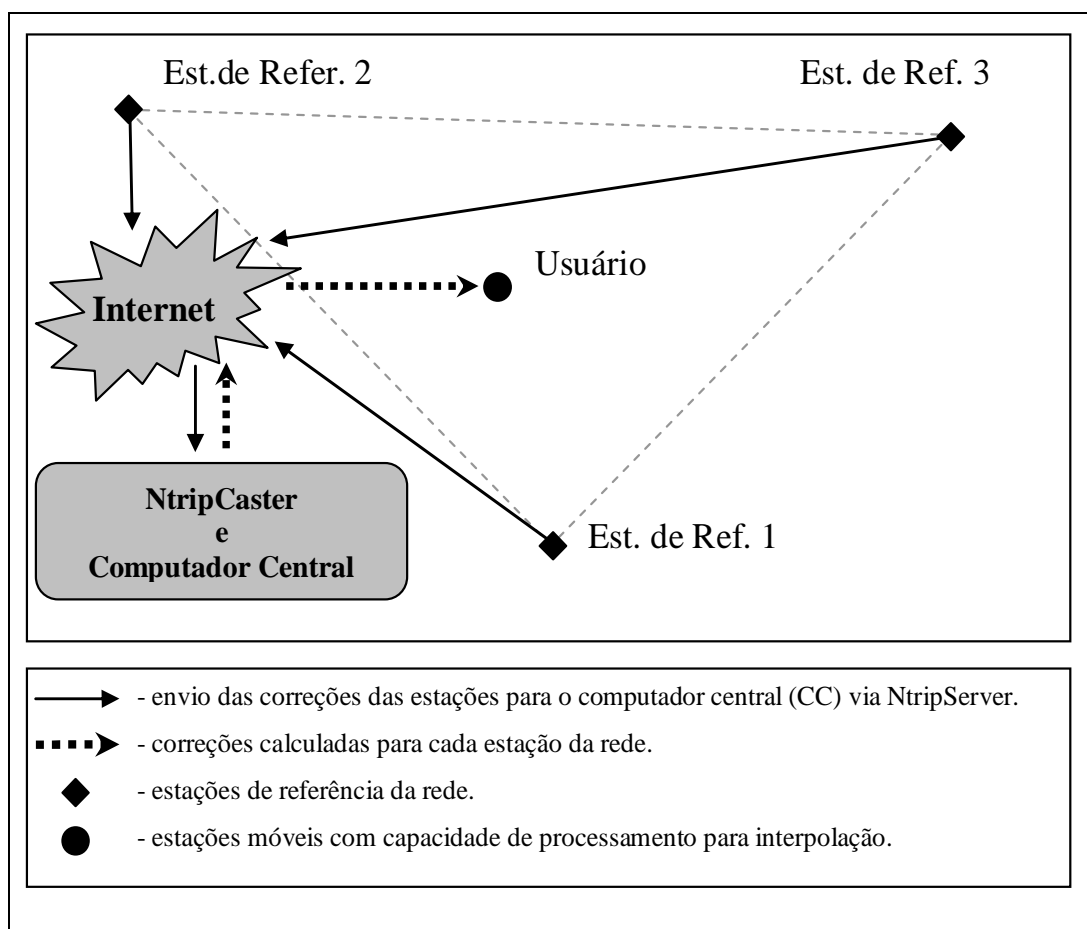 Est.de Refer. 2
Est. de Ref. 3
Usuário
Internet
NtripCaster
e
Computador Central
Est. de Ref. 1
- envio das correções das estações para o computador central (CC) via NtripServer.
- correções calculadas para cada estação da rede.
- estações de referência da rede.
- estações móveis com capacidade de processamento para interpolação.